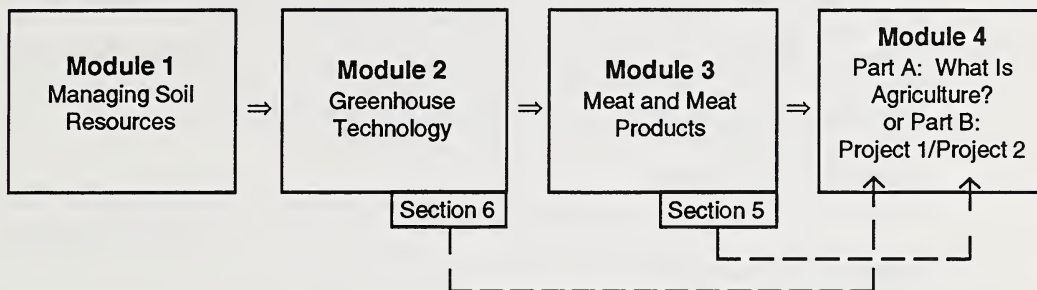 Module 1
Managing Soil
Resources
⇒
Module 2
Greenhouse
Technology
Section 6
⇒
Module 3
Meat and Meat
Products
Section 5
⇒
Module 4
Part A: What Is
Agriculture?
or Part B:
Project 1/Project 2